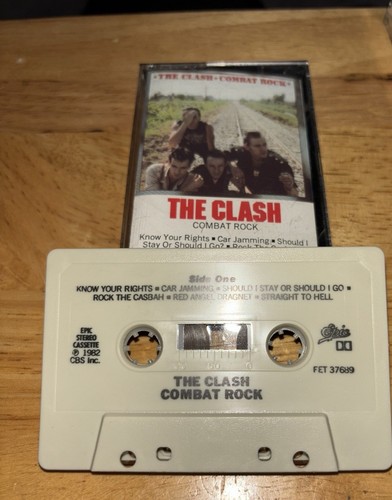 THE CLASH • COMBAT ROCK
THE CLASH
COMBAT ROCK
Know Your Rights ▪ Car Jamming ▪ Should I
Stay Or Should I Go? ▪ Rock The
Side One
KNOW YOUR RIGHTS ▪ CAR JAMMING ▪ SHOULD I STAY OR SHOULD I GO ▪
ROCK THE CASBAH ▪ RED ANGEL DRAGNET ▪ STRAIGHT TO HELL
EPIC
STEREO
CASSETTE
℗ 1982
CBS Inc.
50
Epic
FET 37689
THE CLASH
COMBAT ROCK